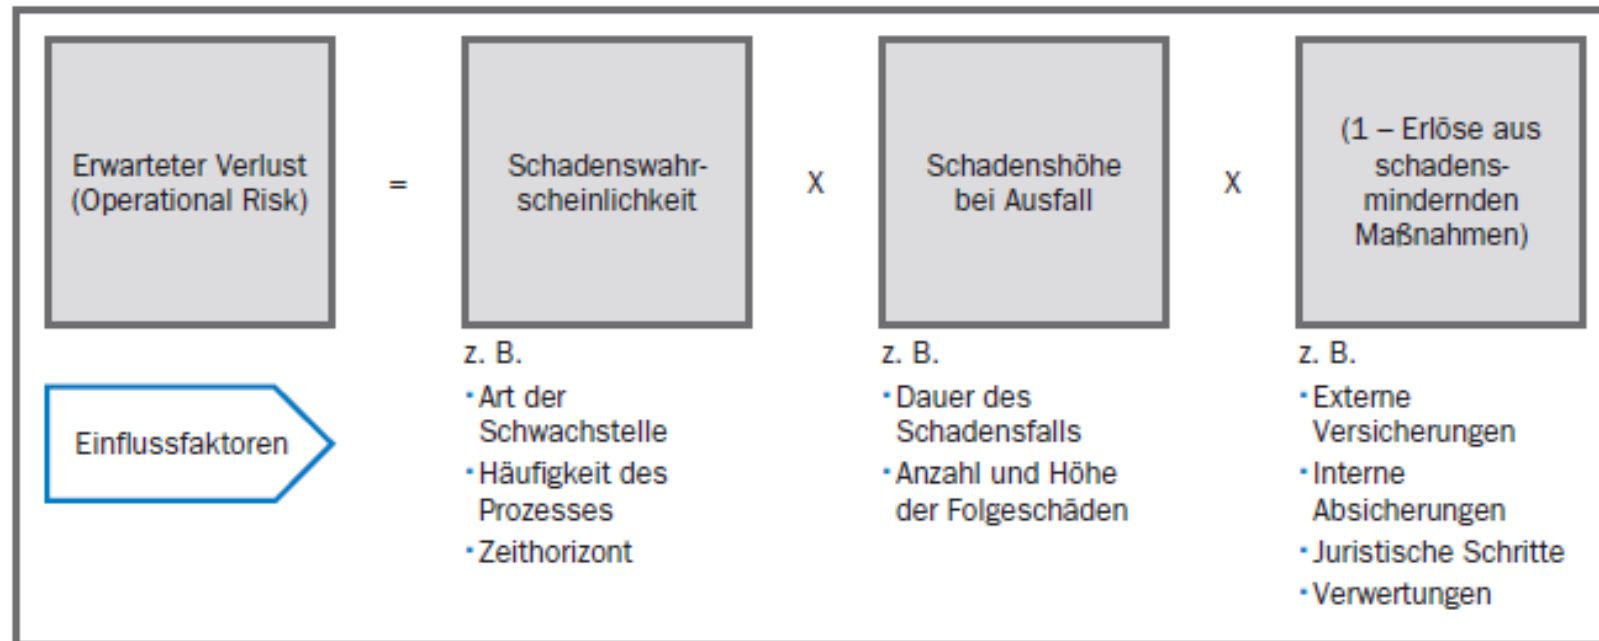 Erwarteter Verlust
(Operational Risk)
=
Schadenswahr-
scheinlichkeit
X
Schadenshöhe
bei Ausfall
X
(1 – Erlöse aus
schadens-
mindernden
Maßnahmen)
Einflussfaktoren
z. B.
· Art der
Schwachstelle
· Häufigkeit des
Prozesses
· Zeithorizont
z. B.
· Dauer des
Schadensfalls
· Anzahl und Höhe
der Folgeschäden
z. B.
· Externe
Versicherungen
· Interne
Absicherungen
· Juristische Schritte
· Verwertungen